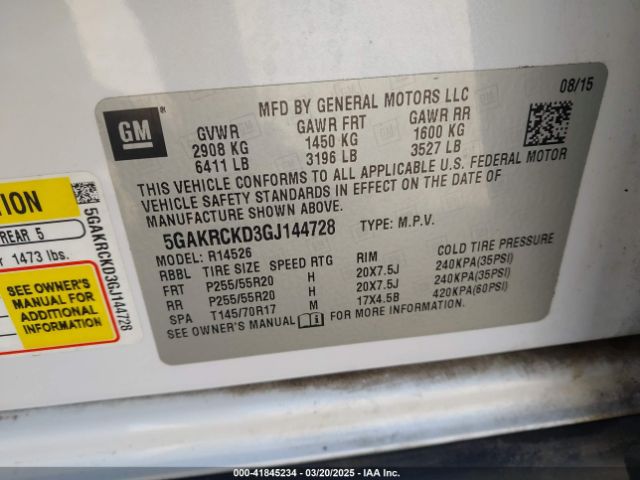 MFD BY GENERAL MOTORS LLC
08/15
GM
GVWR GAWR FRT GAWR RR
2908 KG 1450 KG 1600 KG
6411 LB 3196 LB 3527 LB
THIS VEHICLE CONFORMS TO ALL APPLICABLE U.S. FEDERAL MOTOR
VEHICLE SAFETY STANDARDS IN EFFECT ON THE DATE OF
MANUFACTURE SHOWN ABOVE.
5GAKRCKD3GJ144728 TYPE: M.P.V.
MODEL: R14526
RBBL TIRE SIZE SPEED RTG RIM COLD TIRE PRESSURE
FRT P255/55R20 H 20X7.5J 240KPA(35PSI)
RR P255/55R20 H 20X7.5J 240KPA(35PSI)
SPA T145/70R17 M 17X4.5B 420KPA(60PSI)
SEE OWNER'S MANUAL FOR MORE INFORMATION.
REAR 5
1473 lbs.
SEE OWNER'S
MANUAL FOR
ADDITIONAL
INFORMATION
5GAKRCKD3GJ144728
000-41845234 - 03/20/2025 - IAA Inc.